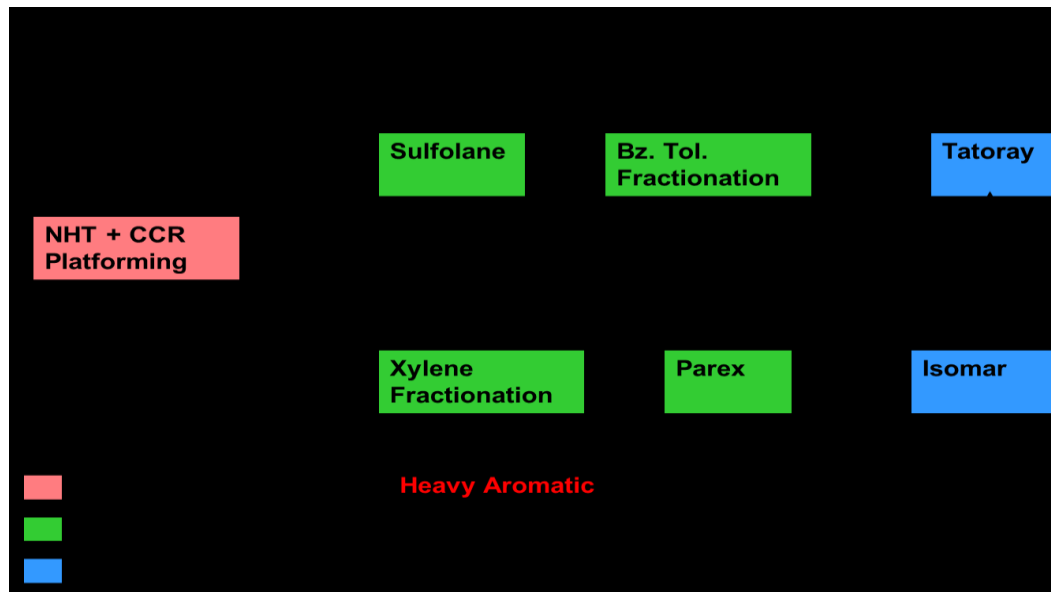 Sulfolane
Bz. Tol.
Fractionation
Tatoray
NHT + CCR
Platforming
Xylene
Fractionation
Parex
Isomar
Heavy Aromatic